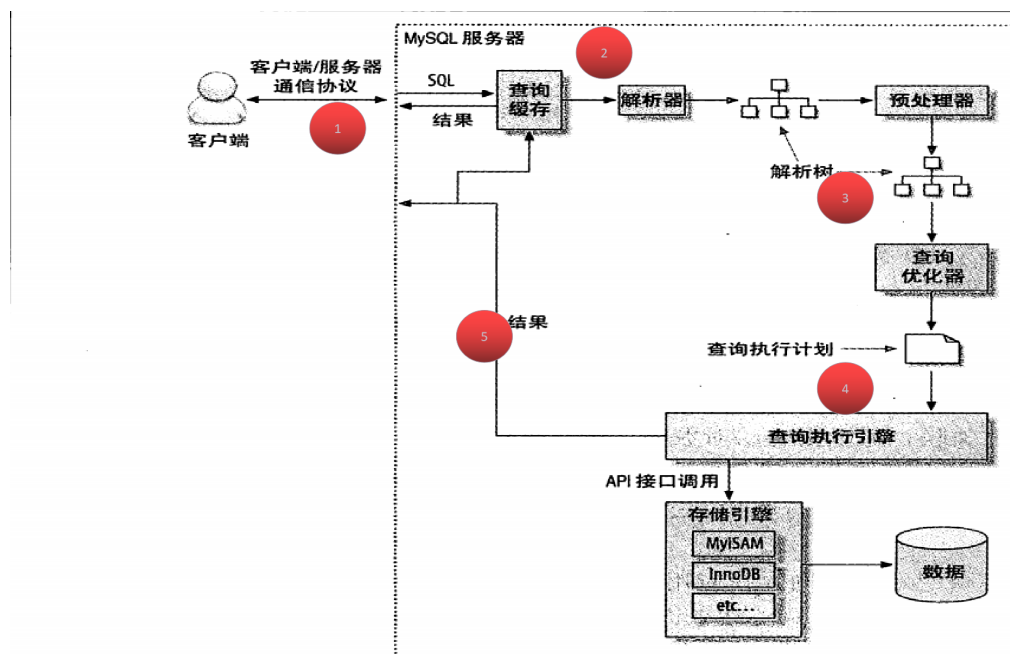 MySQL 服务器
2
客户端/服务器
通信协议
1
客户端
SQL
结果
查询
缓存
解析器
预处理器
解析树
3
查询
优化器
5
结果
查询执行计划
4
查询执行引擎
API 接口调用
存储引擎
MyISAM
InnoDB
etc...
数据